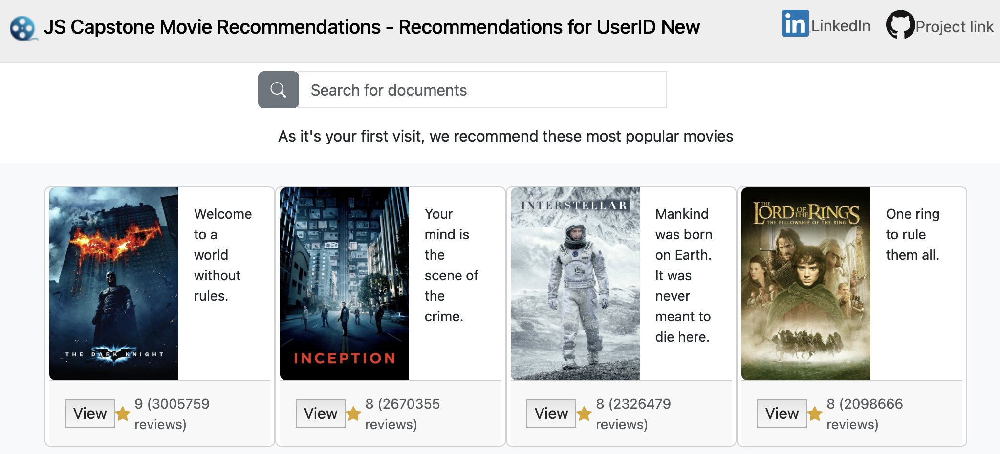 JS Capstone Movie Recommendations - Recommendations for UserID New
in LinkedIn
Project link
Search for documents
As it's your first visit, we recommend these most popular movies
THE DARK KNIGHT
Welcome
to a
world
without
rules.
View
9 (3005759
reviews)
INCEPTION
Your
mind is
the
scene of
the
crime.
View
8 (2670355
reviews)
INTERSTELLAR
Mankind
was born
on Earth.
It was
never
meant to
die here.
View
8 (2326479
reviews)
THE
LORD OF THE RINGS
THE FELLOWSHIP OF THE RING
One ring
to rule
them all.
View
8 (2098666
reviews)